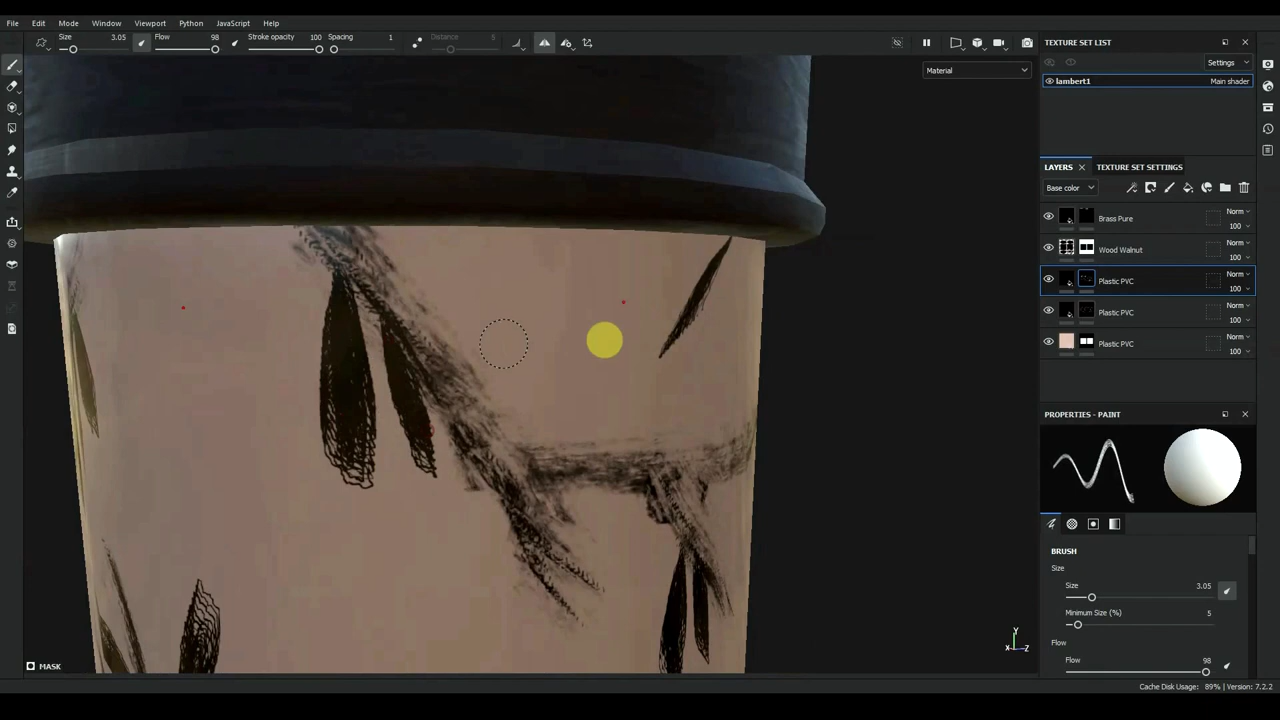 File Edit Mode Window Viewport Python JavaScript Help
Size 3.05 Flow 98 Stroke opacity 100 Spacing 1 Distance 5
Material
TEXTURE SET LIST
Settings
lambert1 Main shader
LAYERS TEXTURE SET SETTINGS
Base color
Brass Pure Norm 100
Wood Walnut Norm 100
Plastic PVC Norm 100
Plastic PVC Norm 100
Plastic PVC Norm 100
PROPERTIES - PAINT
BRUSH
Size
Size 3.05
Minimum Size (%) 5
Flow
Flow 98
Y
X Z
MASK
Cache Disk Usage: 89% | Version: 7.2.2